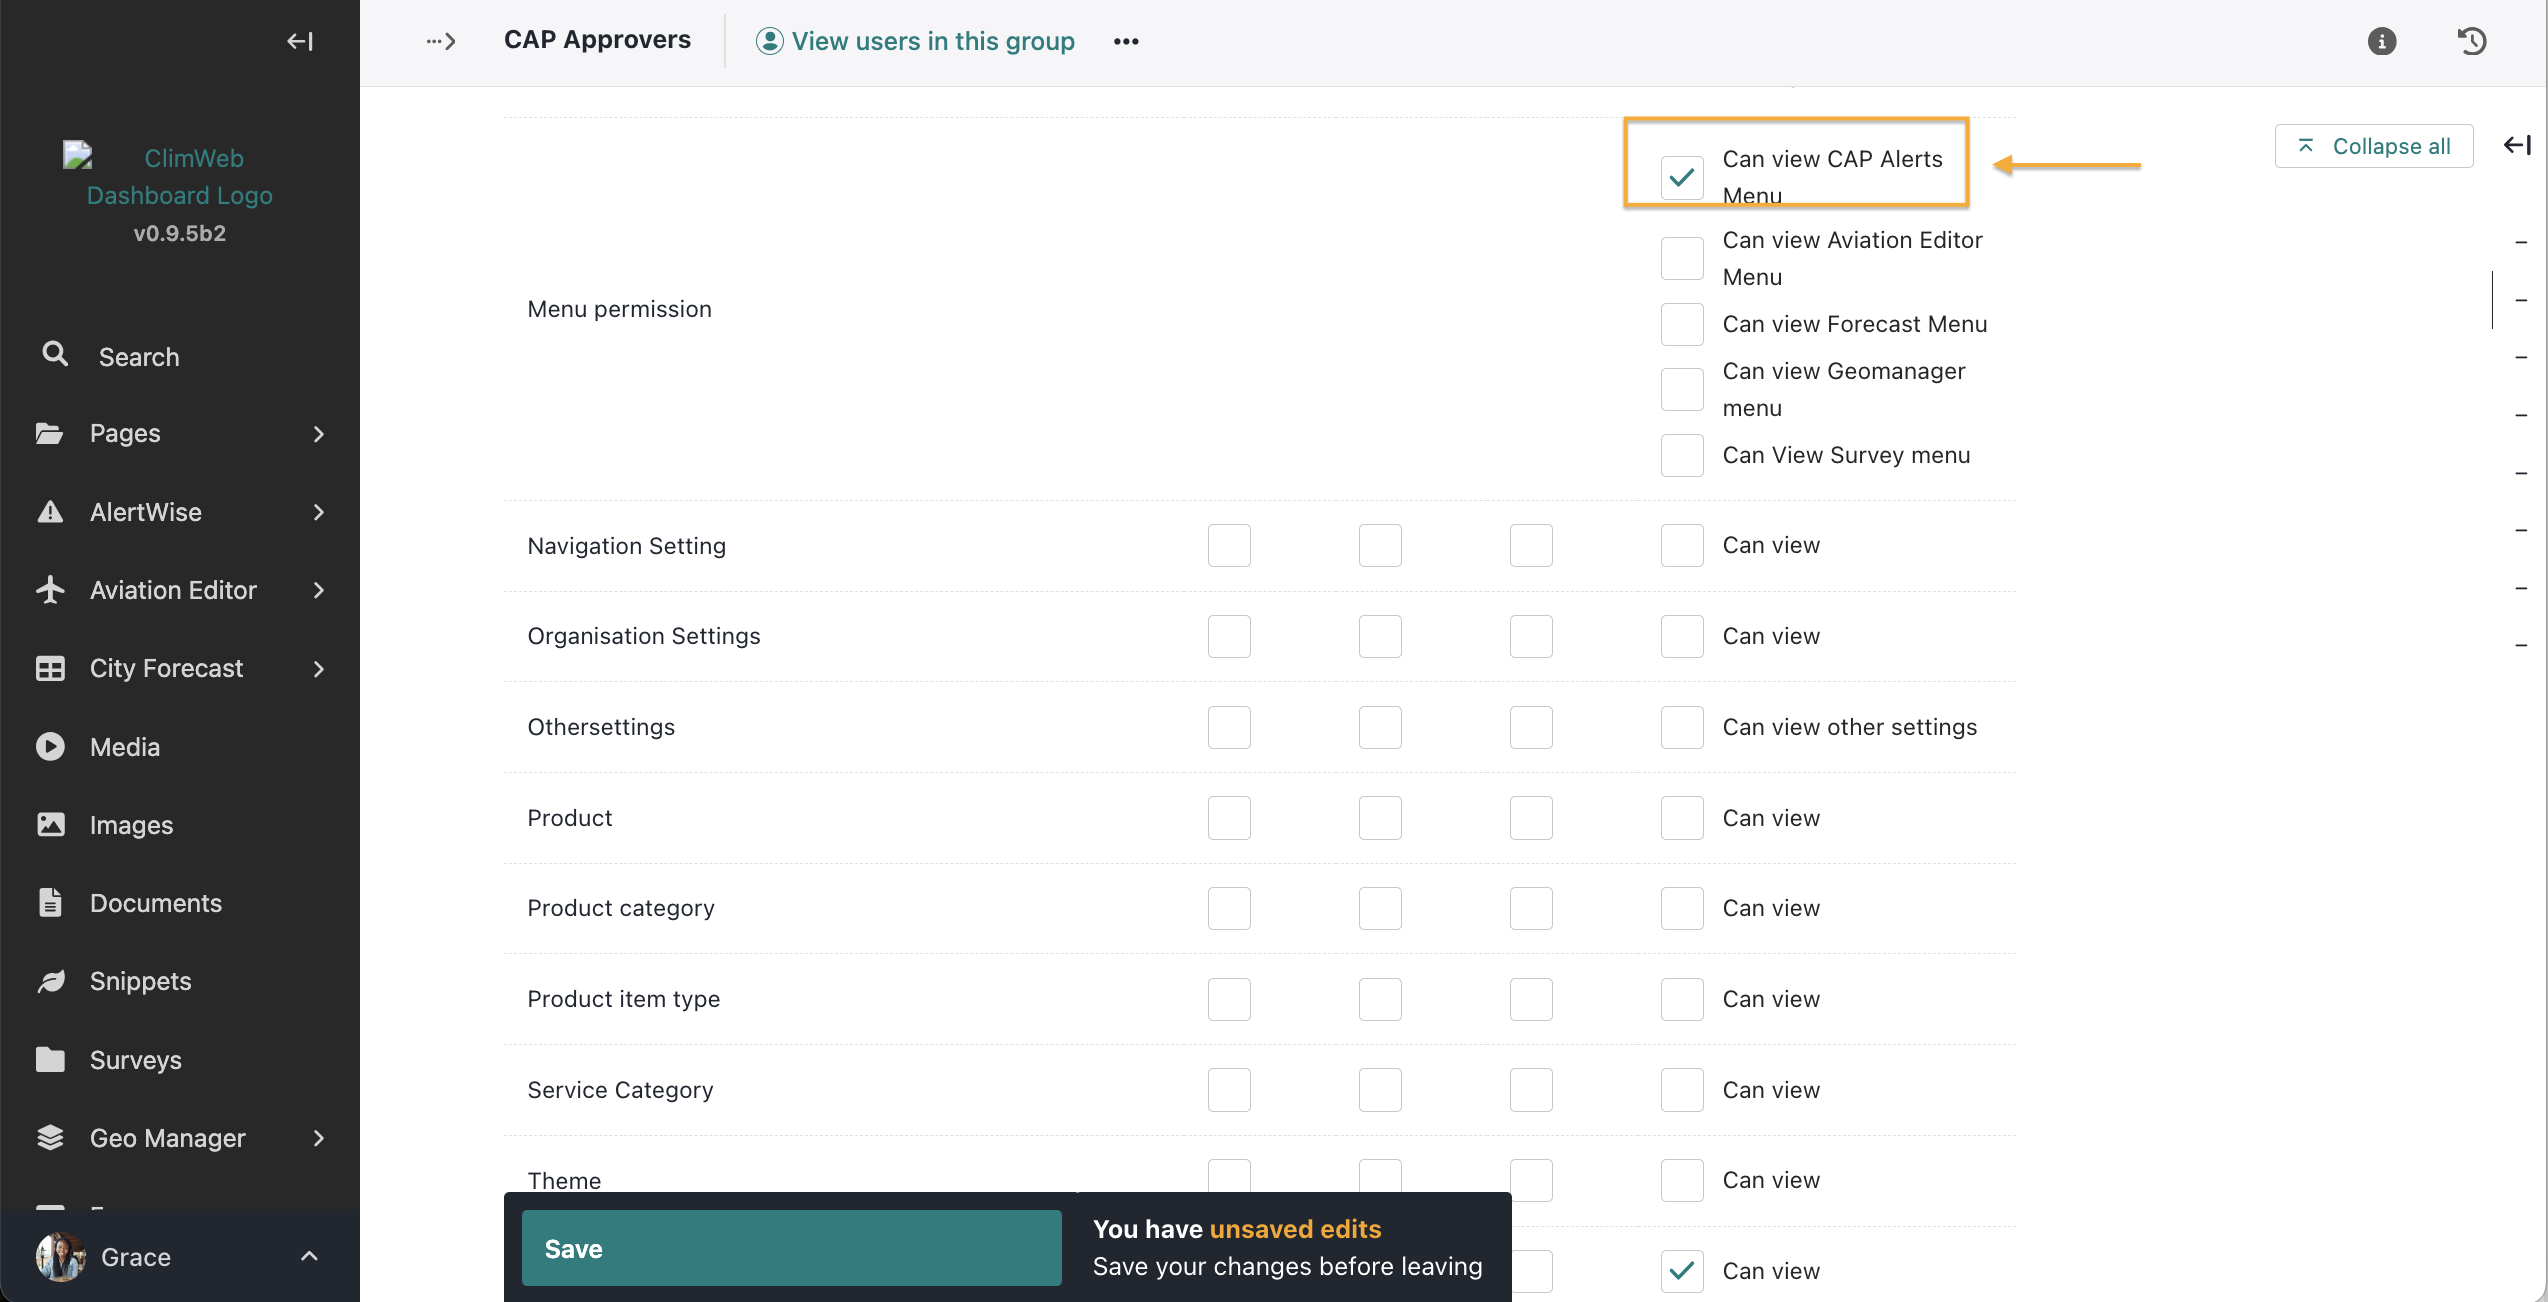 CAP Approvers
View users in this group
Collapse all
ClimWeb
Dashboard Logo
v0.9.5b2
Search
Pages
AlertWise
Aviation Editor
City Forecast
Media
Images
Documents
Snippets
Surveys
Geo Manager
Grace
Can view CAP Alerts
Menu
Can view Aviation Editor
Menu
Menu permission
Can view Forecast Menu
Can view Geomanager
menu
Can View Survey menu
Navigation Setting
Can view
Organisation Settings
Can view
Othersettings
Can view other settings
Product
Can view
Product category
Can view
Product item type
Can view
Service Category
Can view
Theme
Can view
Can view
Save
You have unsaved edits
Save your changes before leaving